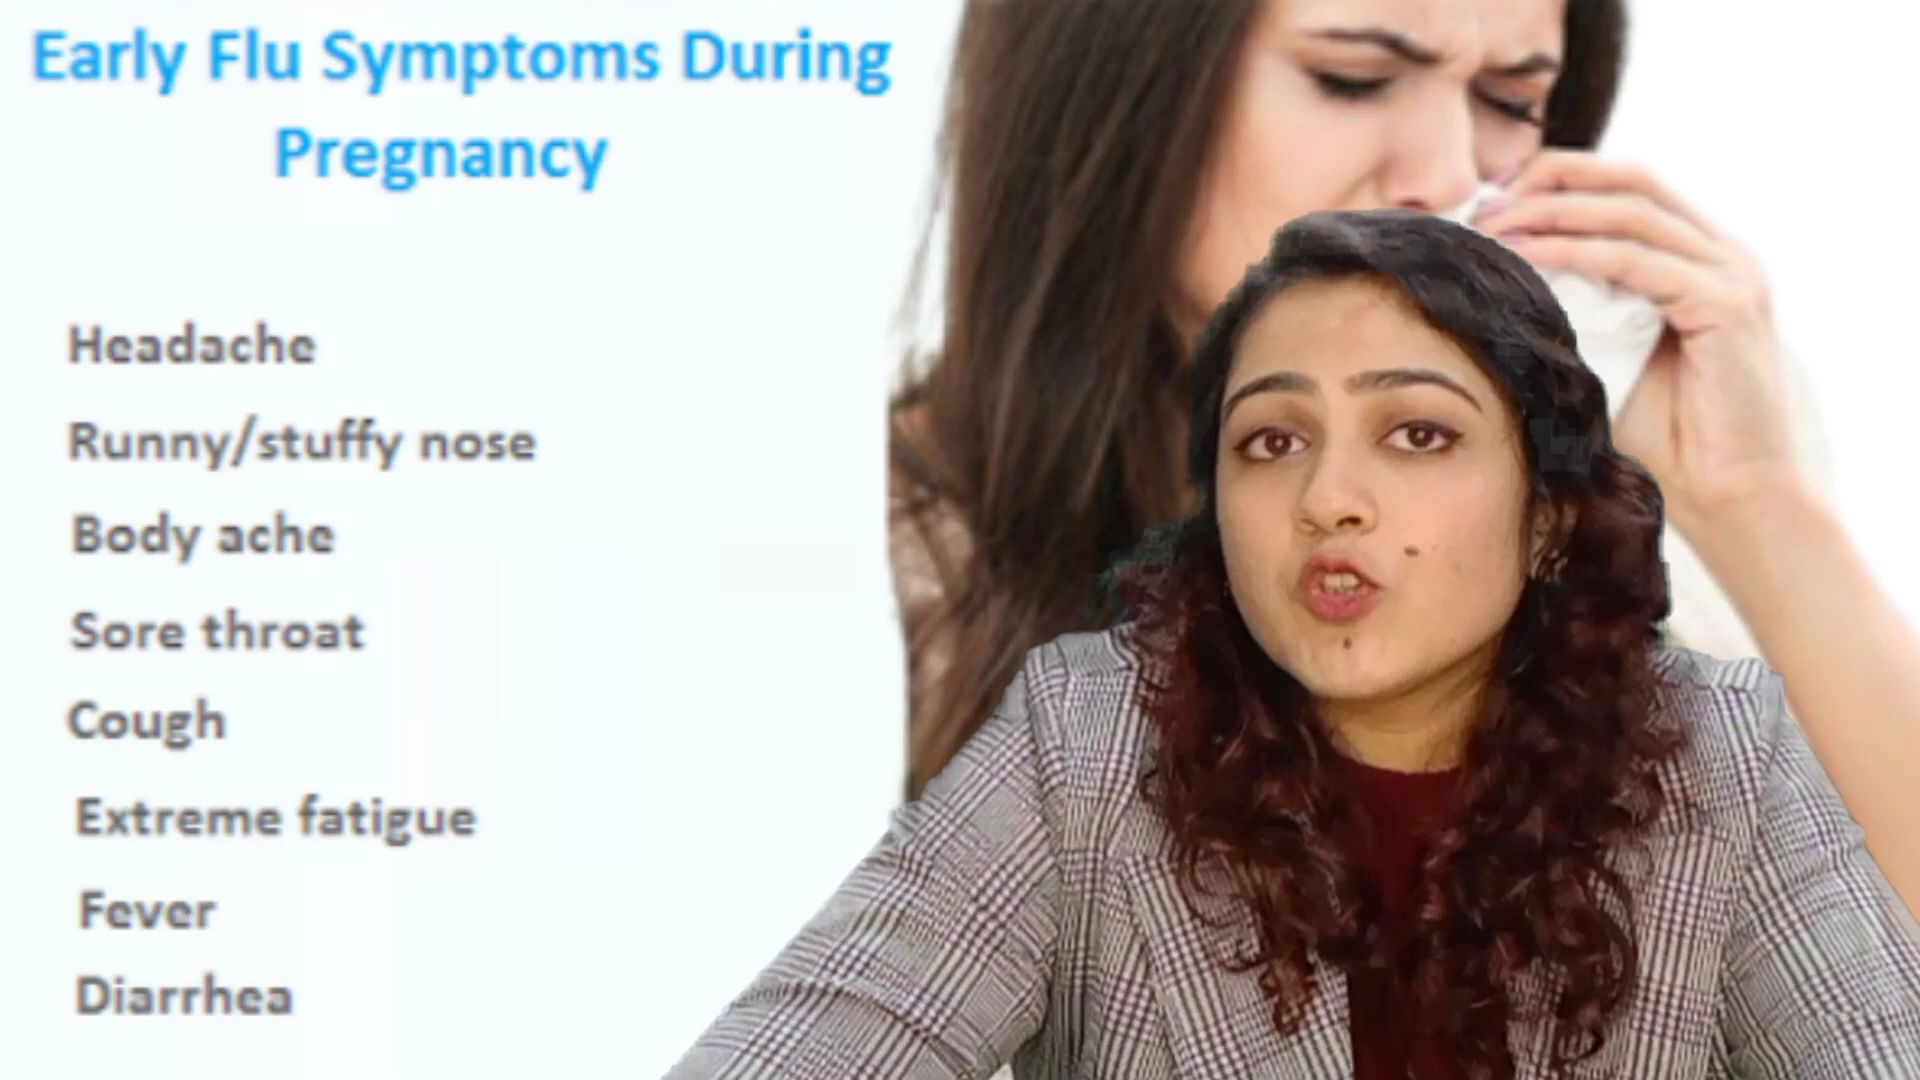 Early Flu Symptoms During
Pregnancy
Headache
Runny/stuffy nose
Body ache
Sore throat
Cough
Extreme fatigue
Fever
Diarrhea